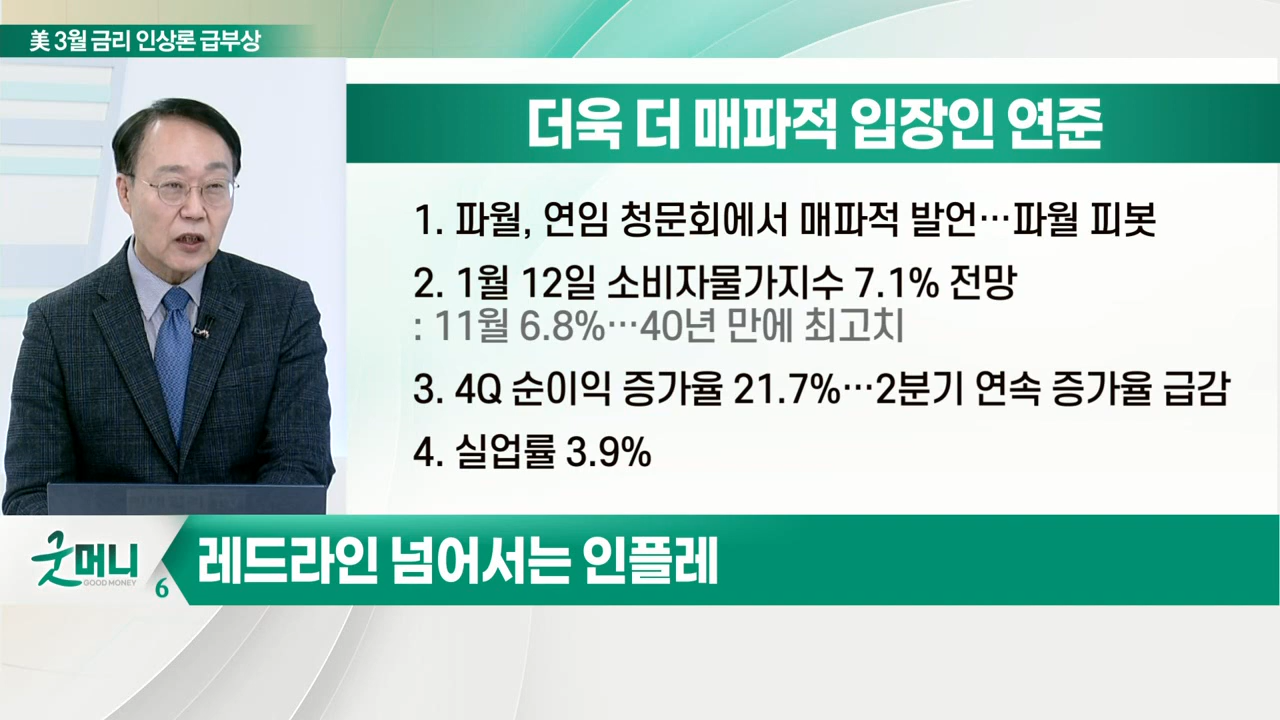 美 3월 금리 인상론 급부상
더욱 더 매파적 입장인 연준
1. 파월, 연임 청문회에서 매파적 발언…파월 피봇
2. 1월 12일 소비자물가지수 7.1% 전망
: 11월 6.8%…40년 만에 최고치
3. 4Q 순이익 증가율 21.7%…2분기 연속 증가율 급감
4. 실업률 3.9%
굿머니
GOOD MONEY
6
레드라인 넘어서는 인플레